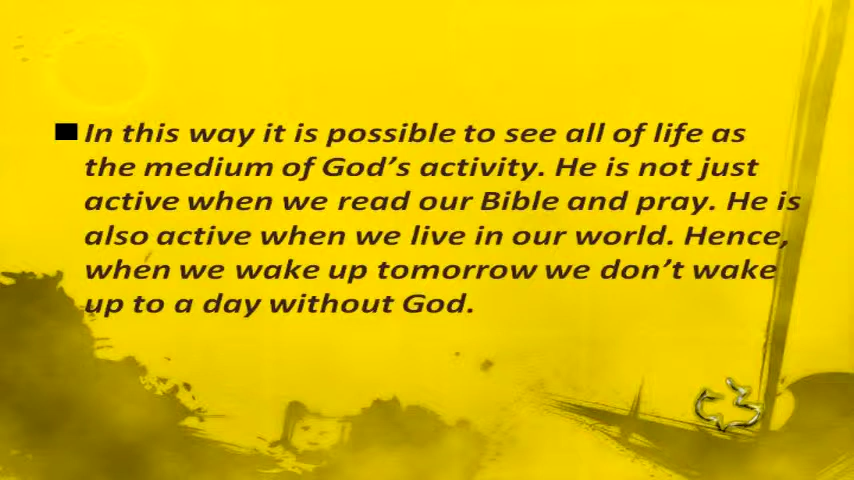 In this way it is possible to see all of life as
the medium of God's activity. He is not just
active when we read our Bible and pray. He is
also active when we live in our world. Hence,
when we wake up tomorrow we don't wake
up to a day without God.